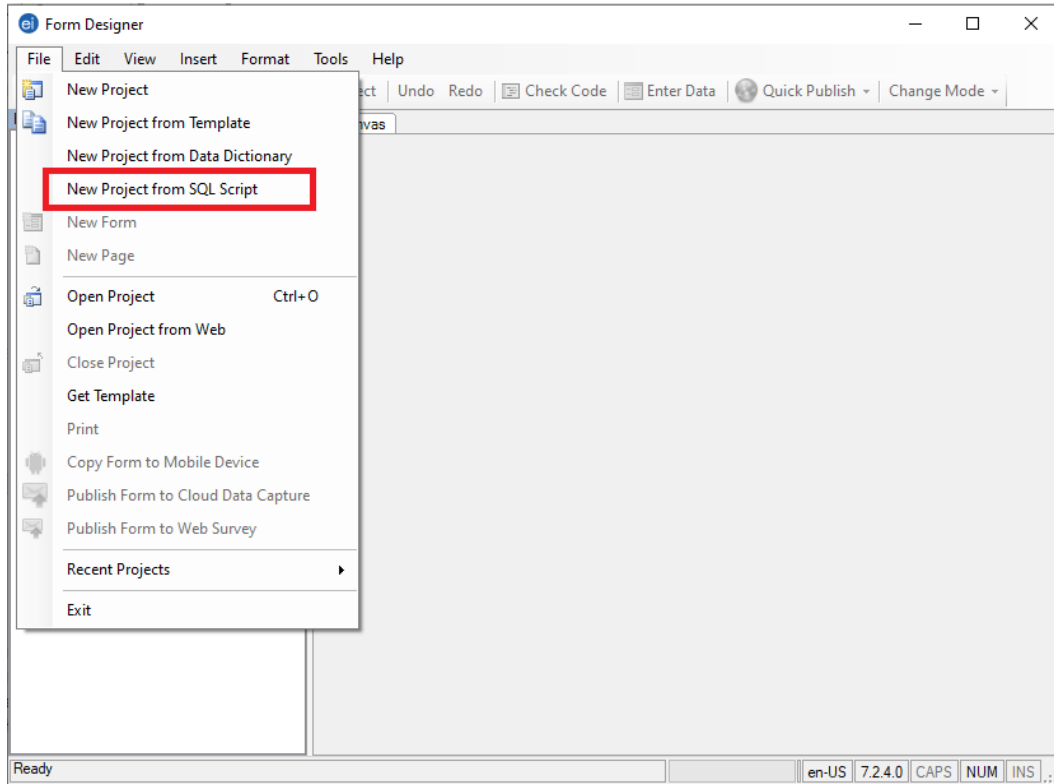 ei Form Designer
File Edit View Insert Format Tools Help
ect Undo Redo Check Code Enter Data Quick Publish Change Mode
vas
New Project
New Project from Template
New Project from Data Dictionary
New Project from SQL Script
New Form
New Page
Open Project Ctrl+O
Open Project from Web
Close Project
Get Template
Print
Copy Form to Mobile Device
Publish Form to Cloud Data Capture
Publish Form to Web Survey
Recent Projects
Exit
Ready en-US 7.2.4.0 CAPS NUM INS